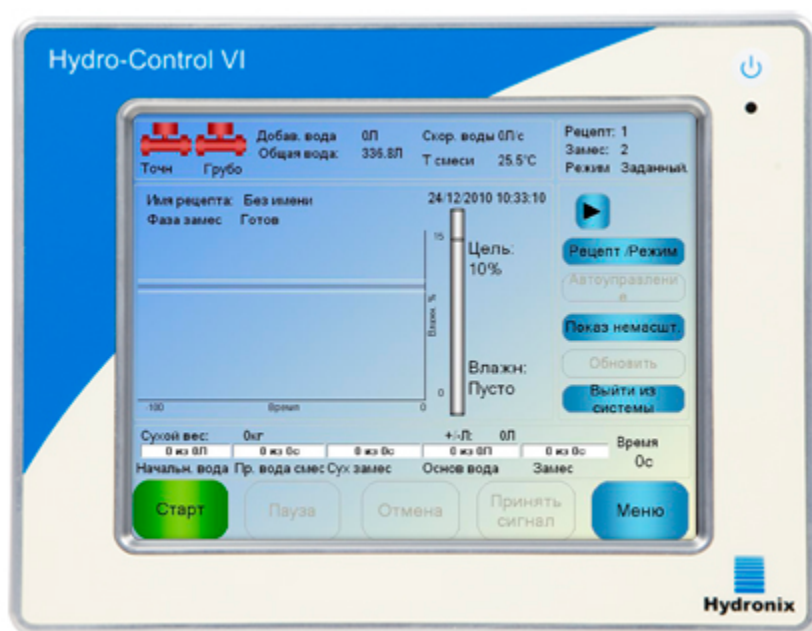 Hydro-Control VI
Добав. вода 0Л Скор. воды 0Л/с Рецепт: 1
Общая вода: 336.8Л Т смеси 25.5°C Замес: 2
Точн Грубо Режим Заданный.
Имя рецепта: Без имени 24/12/2010 10:33:10
Фаза замес Готов
15
Цель:
10%
Рецепт /Режим
Автоуправлени
е
Влажн. %
Показ немасшт.
Влажн:
Пусто
Обновить
0
Выйти из
системы
-100 Время 0
Сухой вес: 0кг +/-Л: 0Л
0 из 0Л 0 из 0с 0 из 0с 0 из 0Л 0 из 0с
Время
0с
Начальн. вода Пр. вода смес Сух замес Основ вода Замес
Старт Пауза Отмена Принять
сигнал Меню
Hydronix